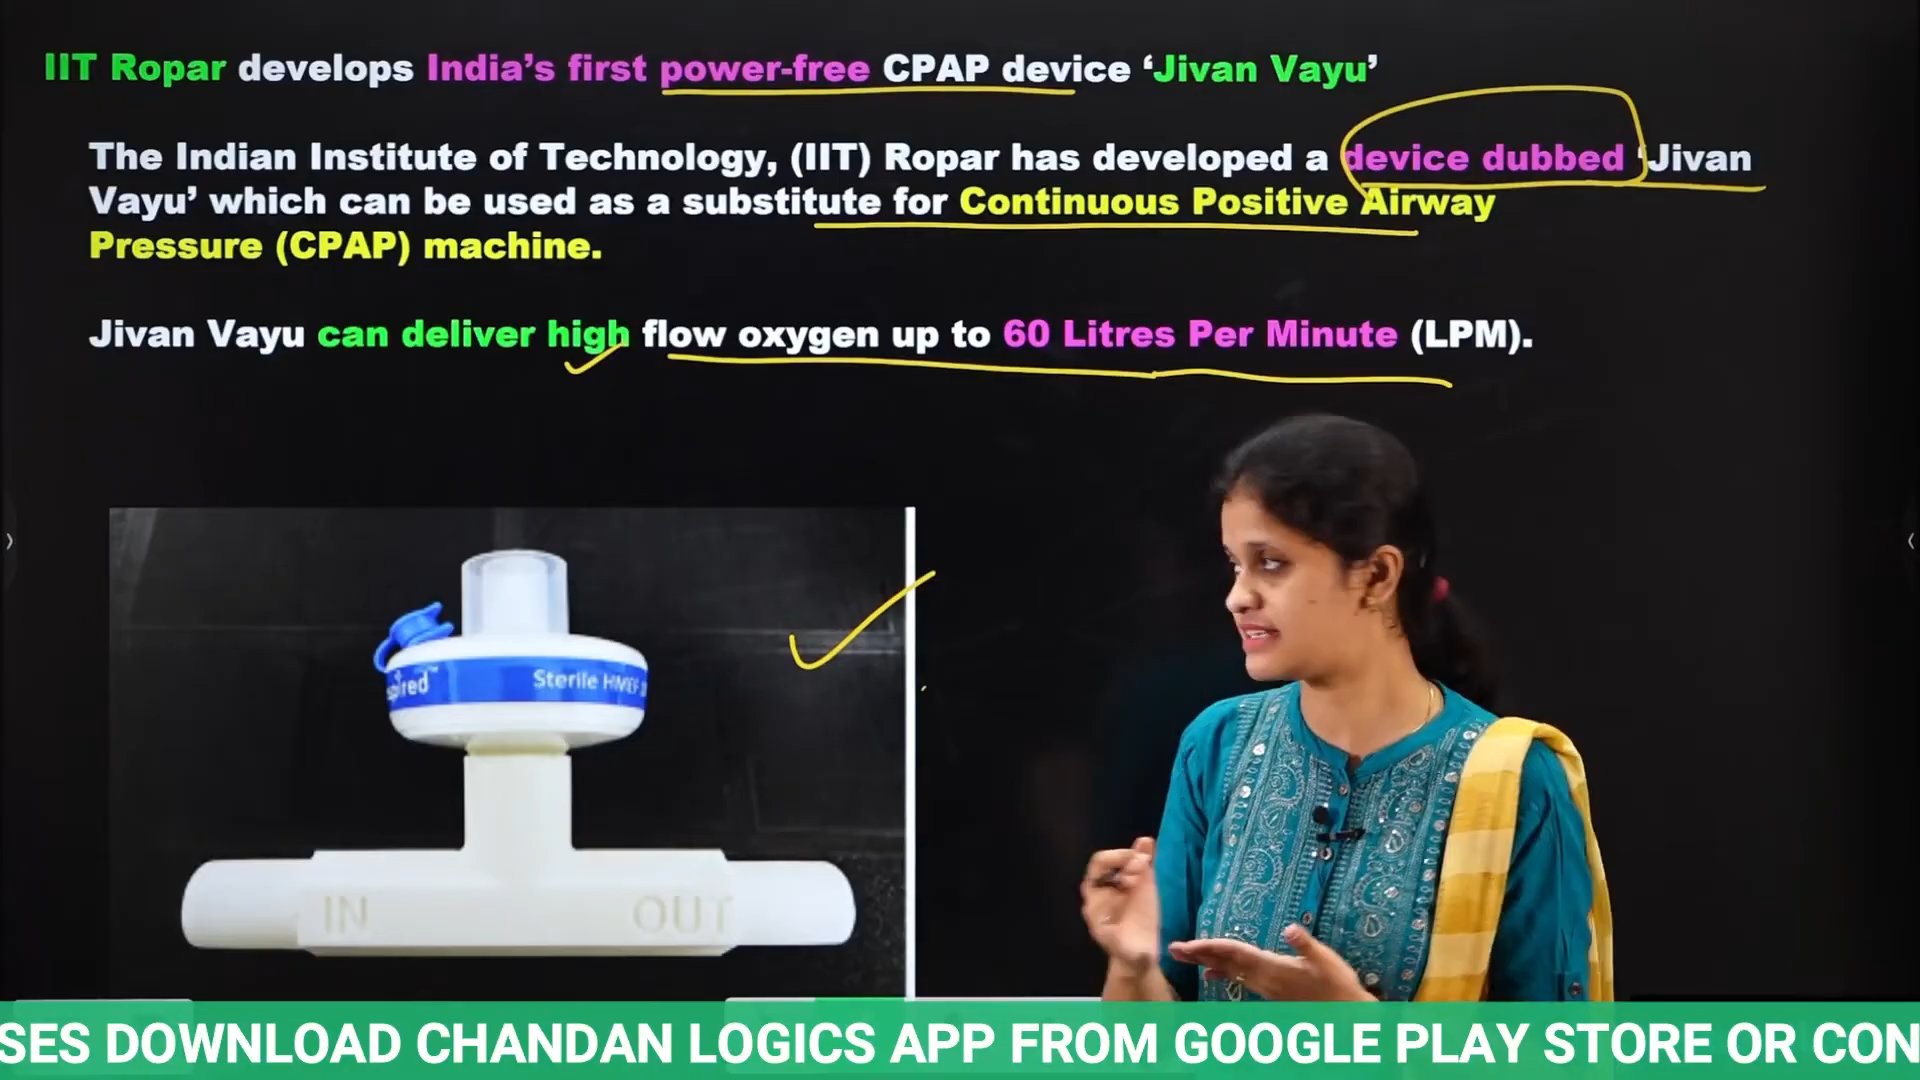 IIT Ropar develops India’s first power-free CPAP device ‘Jivan Vayu’
The Indian Institute of Technology, (IIT) Ropar has developed a device dubbed ‘Jivan
Vayu’ which can be used as a substitute for Continuous Positive Airway
Pressure (CPAP) machine.
Jivan Vayu can deliver high flow oxygen up to 60 Litres Per Minute (LPM).
Sterile HMEF
IN OUT
SES DOWNLOAD CHANDAN LOGICS APP FROM GOOGLE PLAY STORE OR CON